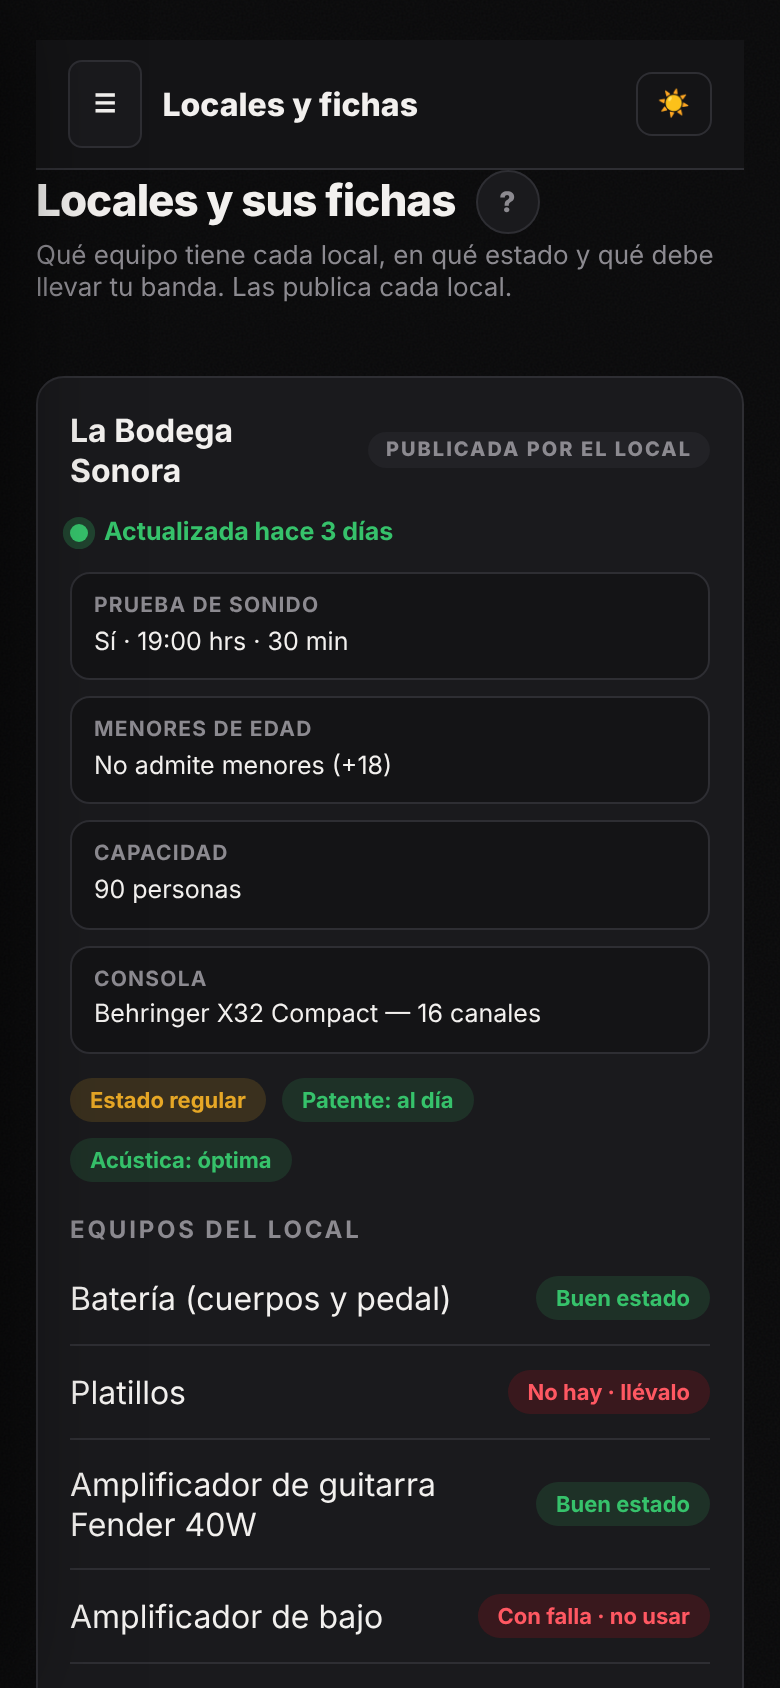 ☰ Locales y fichas ☀️
Locales y sus fichas ?
Qué equipo tiene cada local, en qué estado y qué debe
llevar tu banda. Las publica cada local.
La Bodega
Sonora
PUBLICADA POR EL LOCAL
Actualizada hace 3 días
PRUEBA DE SONIDO
Sí · 19:00 hrs · 30 min
MENORES DE EDAD
No admite menores (+18)
CAPACIDAD
90 personas
CONSOLA
Behringer X32 Compact — 16 canales
Estado regular Patente: al día
Acústica: óptima
EQUIPOS DEL LOCAL
Batería (cuerpos y pedal) Buen estado
Platillos No hay · llévalo
Amplificador de guitarra
Fender 40W
Buen estado
Amplificador de bajo Con falla · no usar